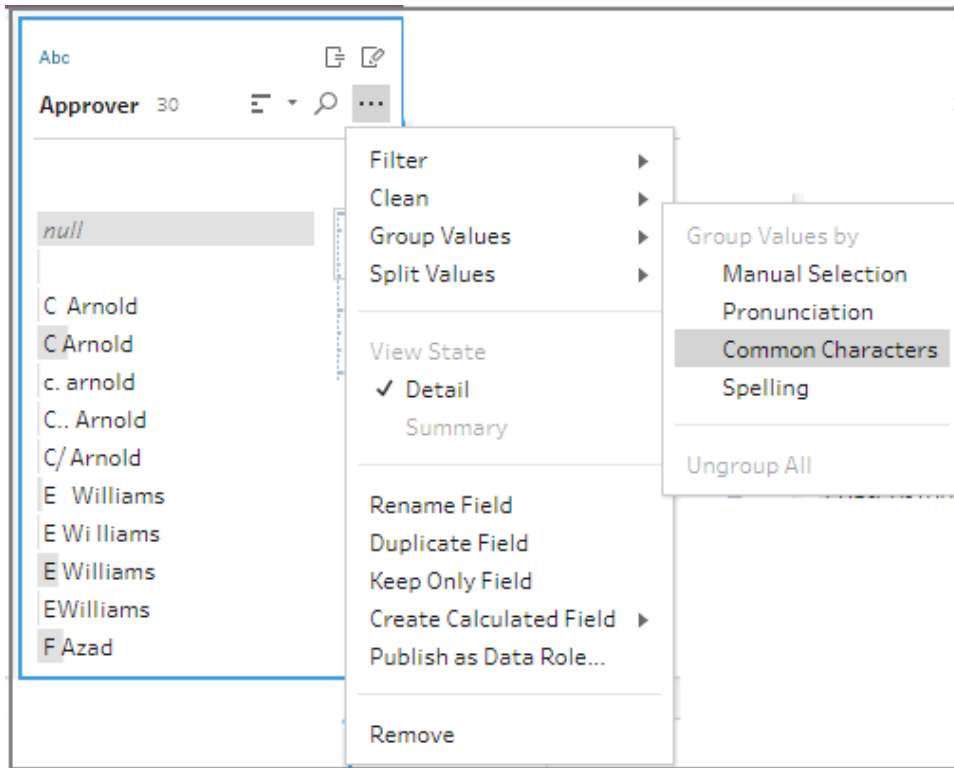 Abc
Approver 30
null
C Arnold
C Arnold
c. arnold
C.. Arnold
C/ Arnold
E  Williams
E Wi lliams
E Williams
EWilliams
F Azad
Filter
Clean
Group Values
Split Values
View State
✓ Detail
Summary
Rename Field
Duplicate Field
Keep Only Field
Create Calculated Field
Publish as Data Role...
Remove
Group Values by
Manual Selection
Pronunciation
Common Characters
Spelling
Ungroup All